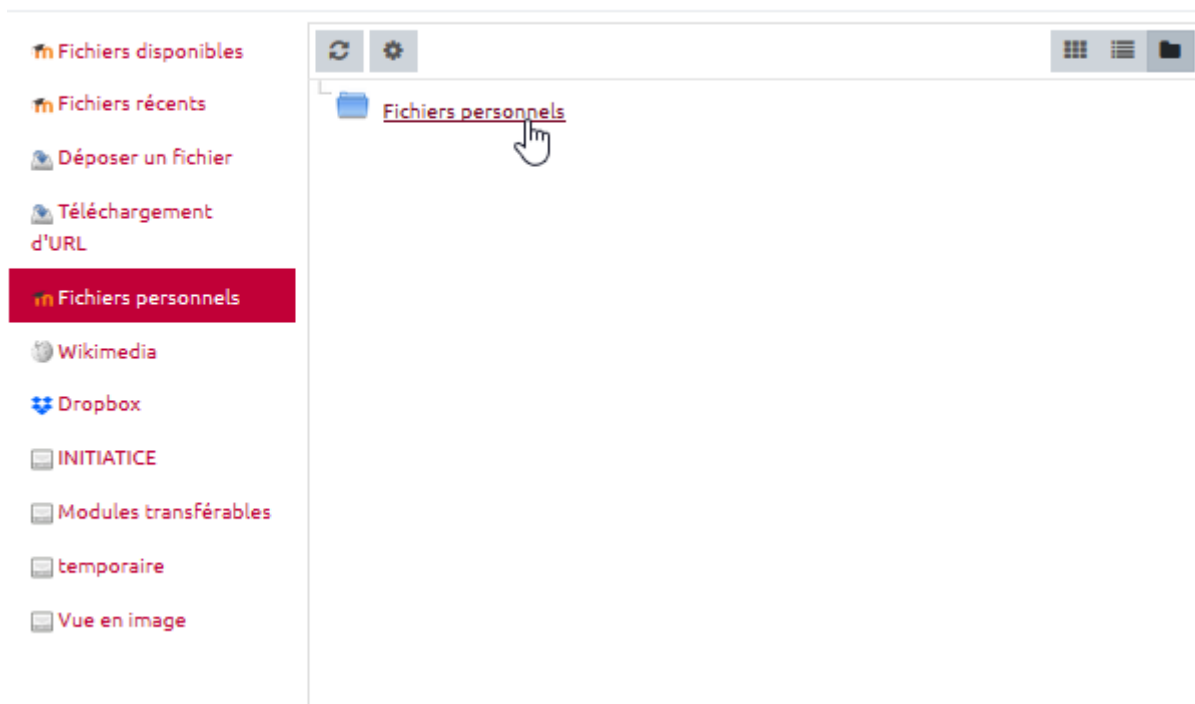 Fichiers disponibles
Fichiers récents
Déposer un fichier
Téléchargement
d'URL
Fichiers personnels
Wikimedia
Dropbox
INITIATICE
Modules transférables
temporaire
Vue en image
Fichiers personnels